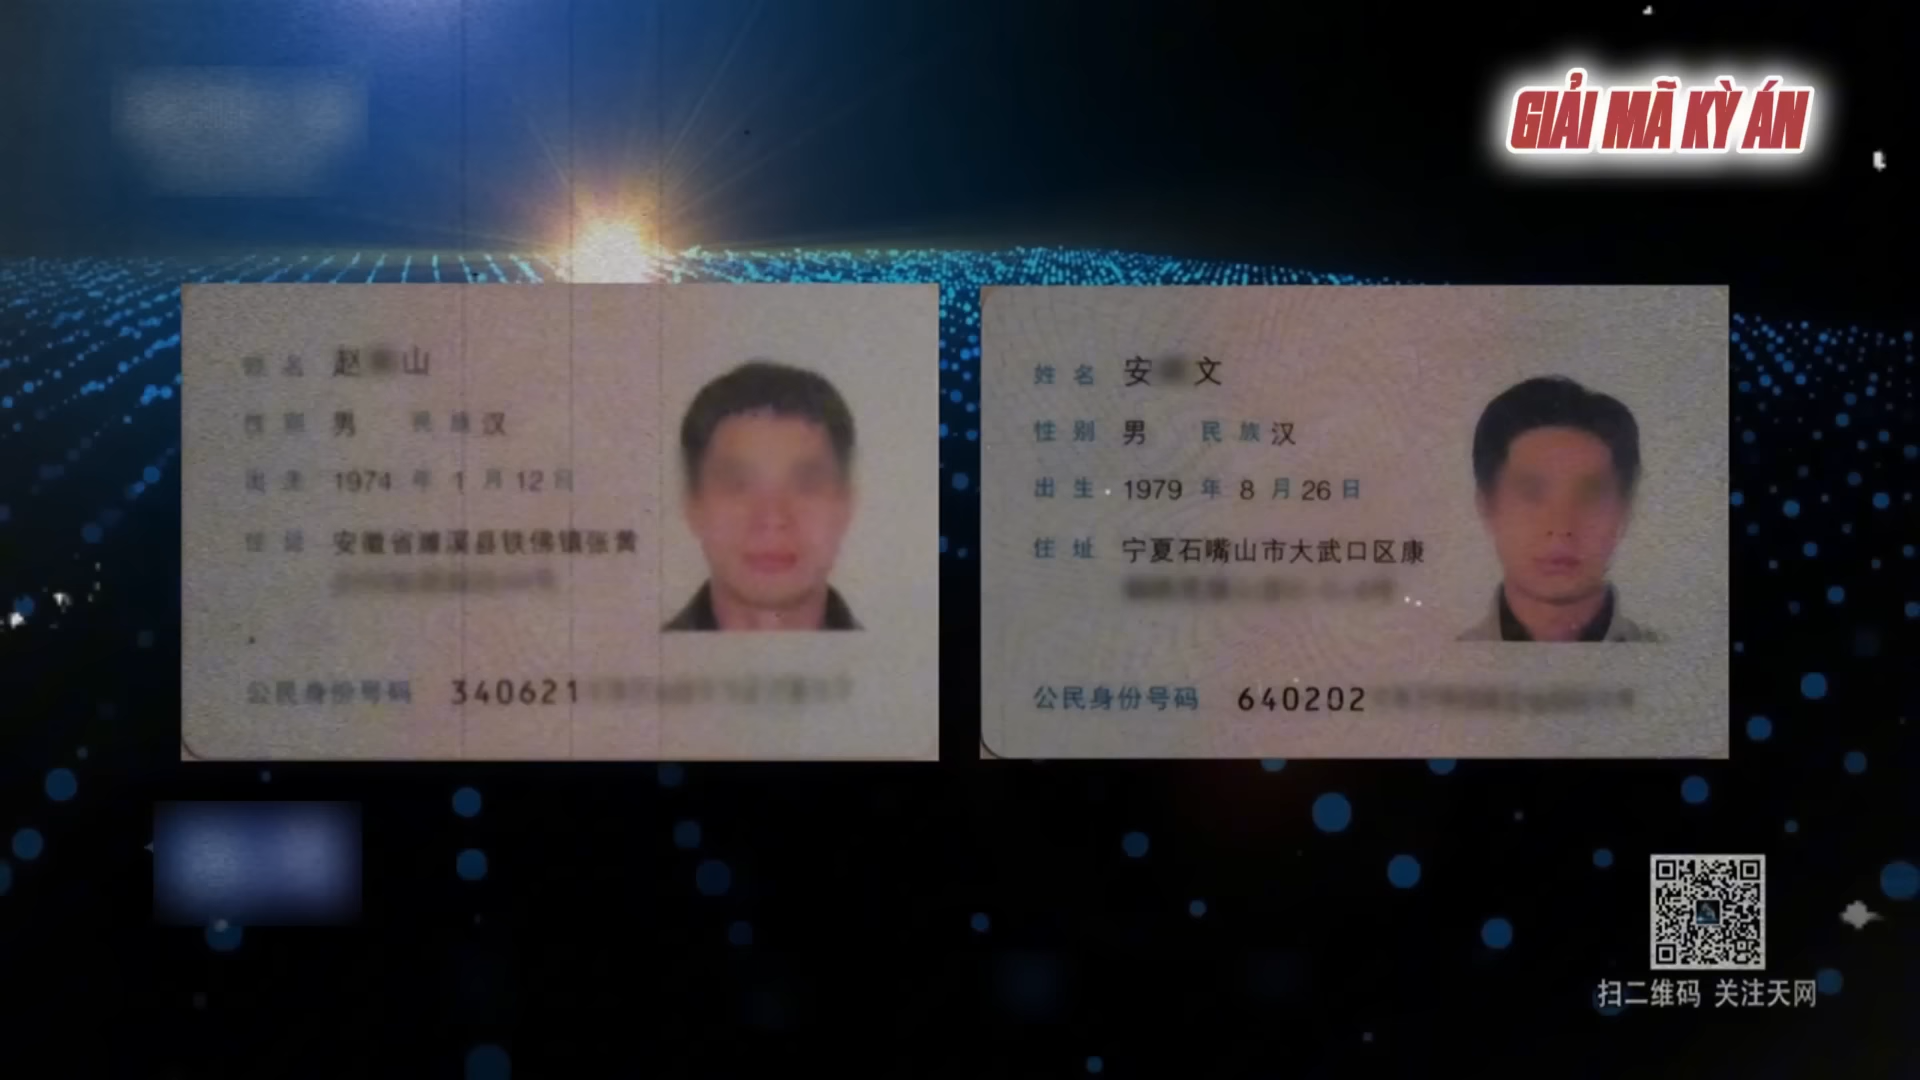 GIẢI MÃ KỲ ÁN
姓名 赵 山
性别 男 民族 汉
出生 1974 年 1 月 12 日
住址 安徽省濉溪县铁佛镇张黄
公民身份号码 340621
姓名 安 文
性别 男 民族 汉
出生 1979 年 8 月 26 日
住址 宁夏石嘴山市大武口区康
公民身份号码 640202
扫二维码 关注天网